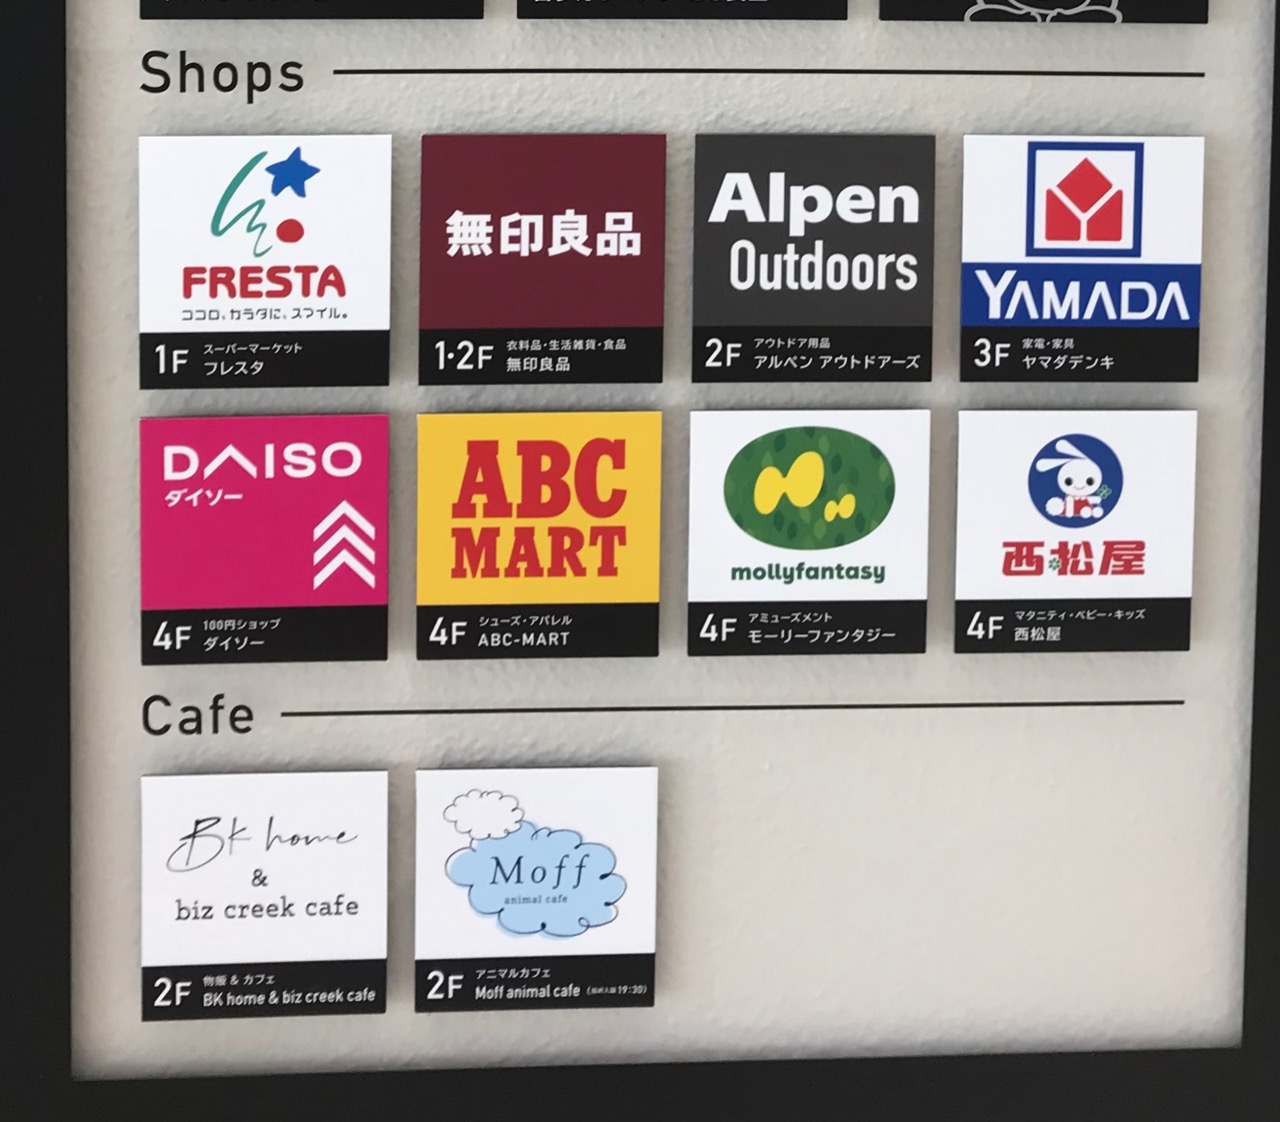 Shops
FRESTA
ココロ、カラダに、スマイル。
1F スーパーマーケット
フレスタ
無印良品
1・2F 衣料品・生活雑貨・食品
無印良品
Alpen
Outdoors
2F アウトドア用品
アルペン アウトドアーズ
YAMADA
3F 家電・家具
ヤマダデンキ
DAISO
ダイソー
4F 100円ショップ
ダイソー
ABC
MART
4F シューズ・アパレル
ABC-MART
mollyfantasy
4F アミューズメント
モーリーファンタジー
西松屋
4F マタニティ・ベビー・キッズ
西松屋
Cafe
BK home
&
biz creek cafe
2F 物販 & カフェ
BK home & biz creek cafe
Moff
animal cafe
2F アニマルカフェ
Moff animal cafe (最終入場19:30)